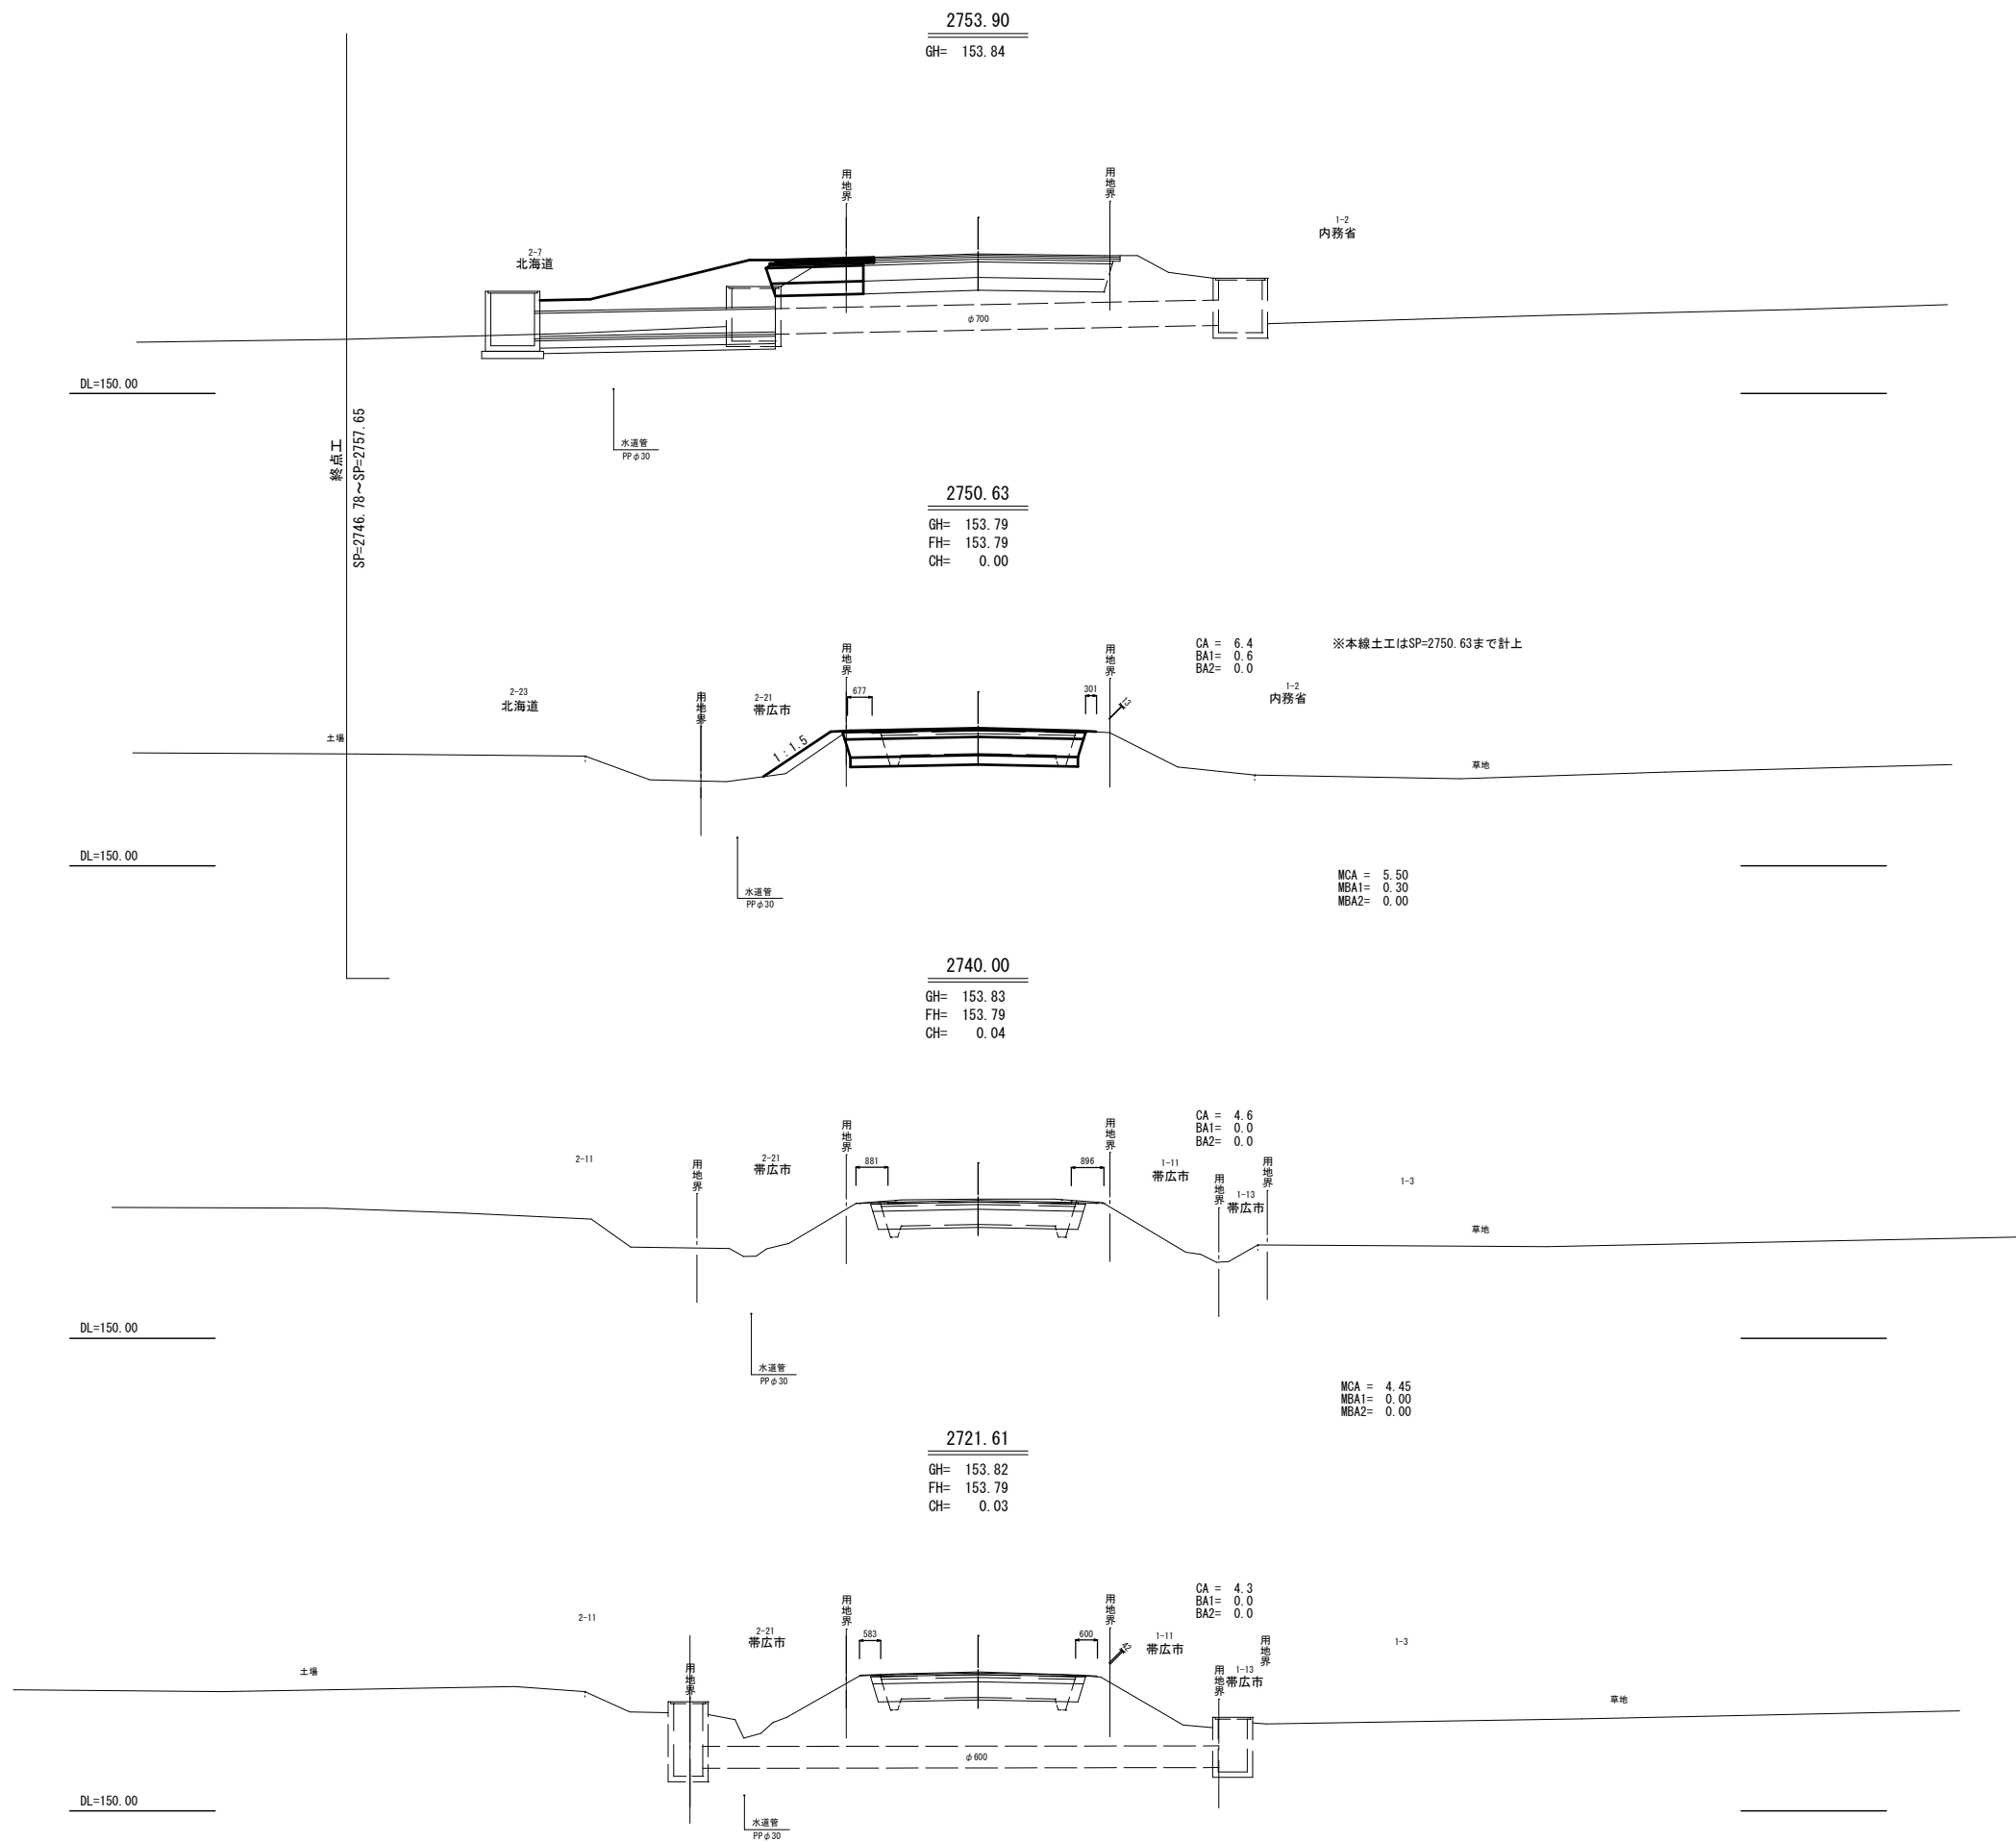 2753.90
GH= 153.84
用地界
用地界
1-2
内務省
2-7
北海道
φ700
DL=150.00
水道管
PPφ30
終点工
SP=2746.78～SP=2757.65
2750.63
GH= 153.79
FH= 153.79
CH= 0.00
CA = 6.4
BA1= 0.6
BA2= 0.0
※本線土工はSP=2750.63まで計上
用地界
用地界
用地界
2-23
北海道
2-21
帯広市
677
301
13
1-2
内務省
土場
1:1.5
草地
DL=150.00
水道管
PPφ30
MCA = 5.50
MBA1= 0.30
MBA2= 0.00
2740.00
GH= 153.83
FH= 153.79
CH= 0.04
CA = 4.6
BA1= 0.0
BA2= 0.0
用地界
用地界
2-11
用地界
2-21
帯広市
881
896
1-11
帯広市
用地界
1-13
帯広市
用地界
1-3
草地
DL=150.00
水道管
PPφ30
MCA = 4.45
MBA1= 0.00
MBA2= 0.00
2721.61
GH= 153.82
FH= 153.79
CH= 0.03
CA = 4.3
BA1= 0.0
BA2= 0.0
用地界
用地界
2-11
2-21
帯広市
583
600
42
1-11
帯広市
用地界
1-3
土場
用地界
用地界
1-13
帯広市
草地
φ600
DL=150.00
水道管
PPφ30